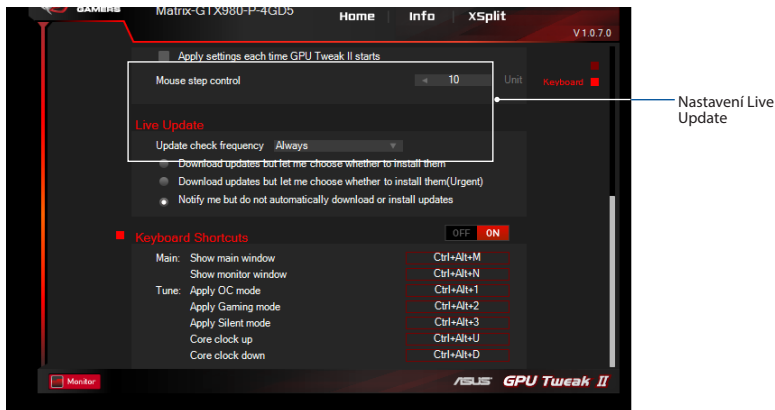 GAMERS
Matrix-GTX980-P-4GD5
Home Info XSplit
V 1.0.7.0
Apply settings each time GPU Tweak II starts
Mouse step control 10 Unit
Keyboard
Nastavení Live
Update
Live Update
Update check frequency Always
Download updates but let me choose whether to install them
Download updates but let me choose whether to install them(Urgent)
Notify me but do not automatically download or install updates
Keyboard Shortcuts OFF ON
Main: Show main window Ctrl+Alt+M
Show monitor window Ctrl+Alt+N
Tune: Apply OC mode Ctrl+Alt+1
Apply Gaming mode Ctrl+Alt+2
Apply Silent mode Ctrl+Alt+3
Core clock up Ctrl+Alt+U
Core clock down Ctrl+Alt+D
Monitor
ASUS GPU Tweak II